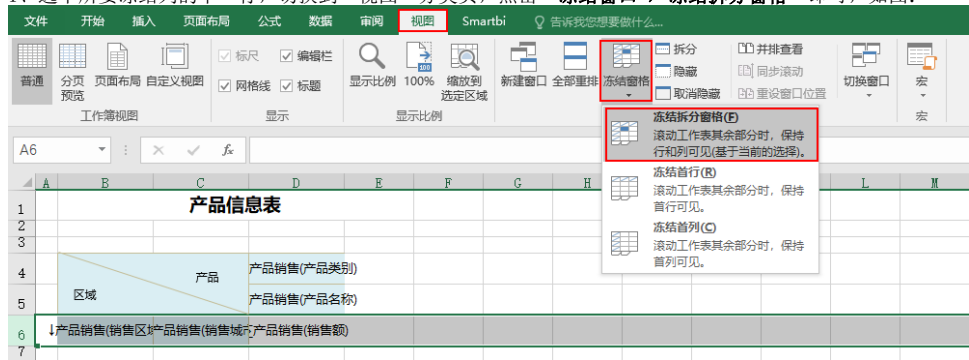 文件 开始 插入 页面布局 公式 数据 审阅 视图 Smartbi 告诉我您想要做什么...
标尺 编辑栏 拆分 并排查看
普通 分页预览 页面布局 自定义视图 显示比例 100% 缩放到选定区域 新建窗口 全部重排 冻结窗格 隐藏 同步滚动 切换窗口 宏
网格线 标题 取消隐藏 重设窗口位置
工作簿视图 显示 显示比例 宏
冻结拆分窗格(F)
滚动工作表其余部分时，保持
行和列可见(基于当前的选择)。
冻结首行(R)
滚动工作表其余部分时，保持
首行可见。
冻结首列(C)
滚动工作表其余部分时，保持
首列可见。
A6 fx
A B C D E F G H L M
1 产品信息表
2
3
4 产品 产品销售(产品类别)
5 区域 产品销售(产品名称)
6 ↓产品销售(销售区域 产品销售(销售城市 产品销售(销售额)
7